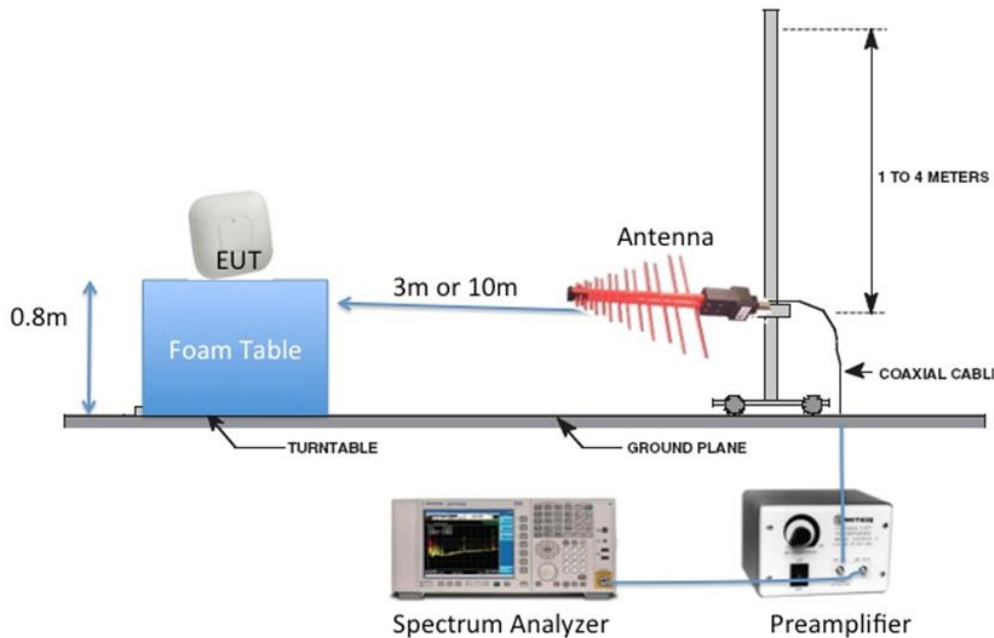 1 TO 4 METERS
Antenna
EUT
3m or 10m
0.8m
Foam Table
COAXIAL CABL
TURNTABLE
GROUND PLANE
MITEQ
Spectrum Analyzer
Preamplifier